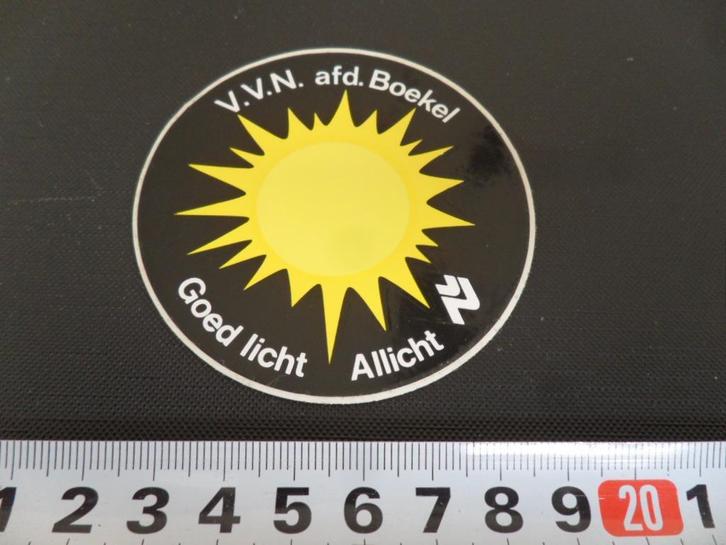 V.V.N. afd. Boekel
Goed licht Allicht
1 2 3 4 5 6 7 8 9 20 1